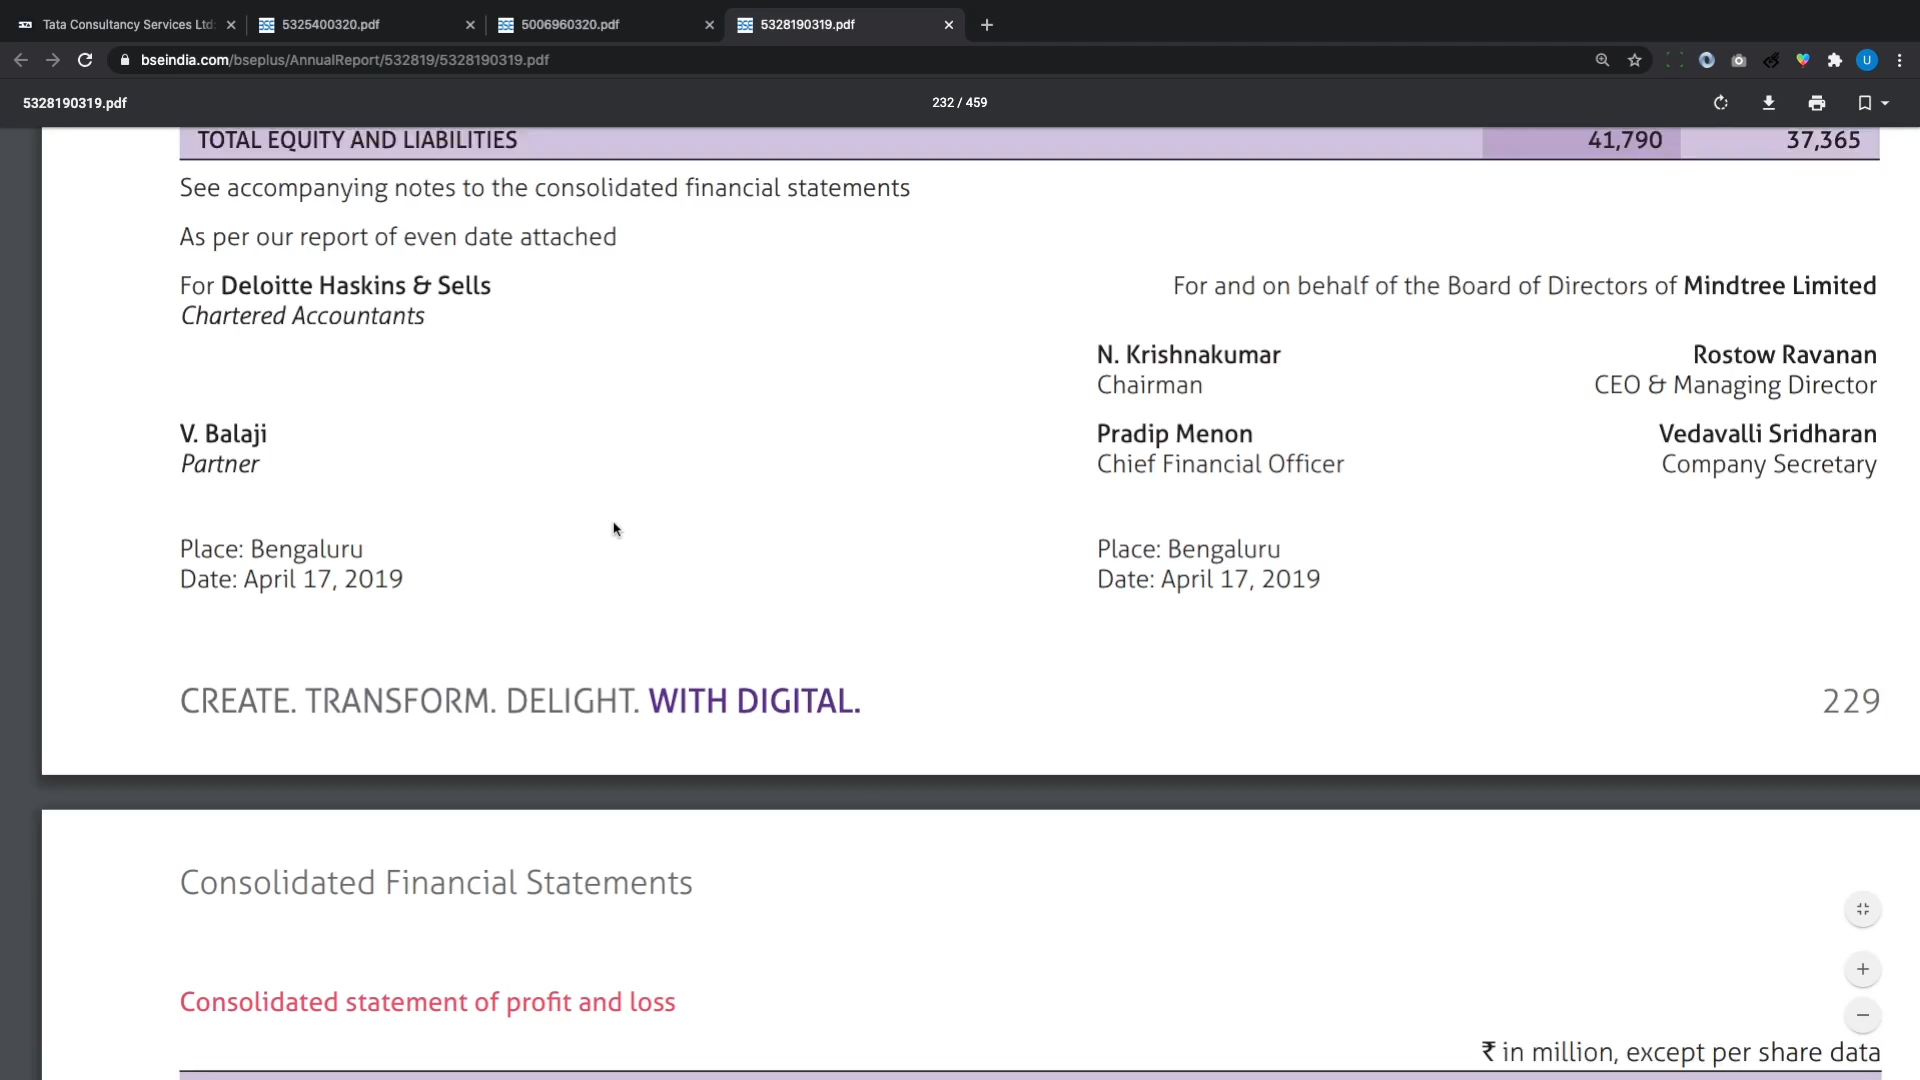 Tata Consultancy Services Ltd
5325400320.pdf
5006960320.pdf
5328190319.pdf
bseindia.com/bseplus/AnnualReport/532819/5328190319.pdf
U
5328190319.pdf
232 / 459
TOTAL EQUITY AND LIABILITIES 41,790 37,365
See accompanying notes to the consolidated financial statements
As per our report of even date attached
For Deloitte Haskins & Sells For and on behalf of the Board of Directors of Mindtree Limited
Chartered Accountants
N. Krishnakumar Rostow Ravanan
Chairman CEO & Managing Director
V. Balaji Pradip Menon Vedavalli Sridharan
Partner Chief Financial Officer Company Secretary
Place: Bengaluru Place: Bengaluru
Date: April 17, 2019 Date: April 17, 2019
CREATE. TRANSFORM. DELIGHT. WITH DIGITAL. 229
Consolidated Financial Statements
Consolidated statement of profit and loss
₹ in million, except per share data